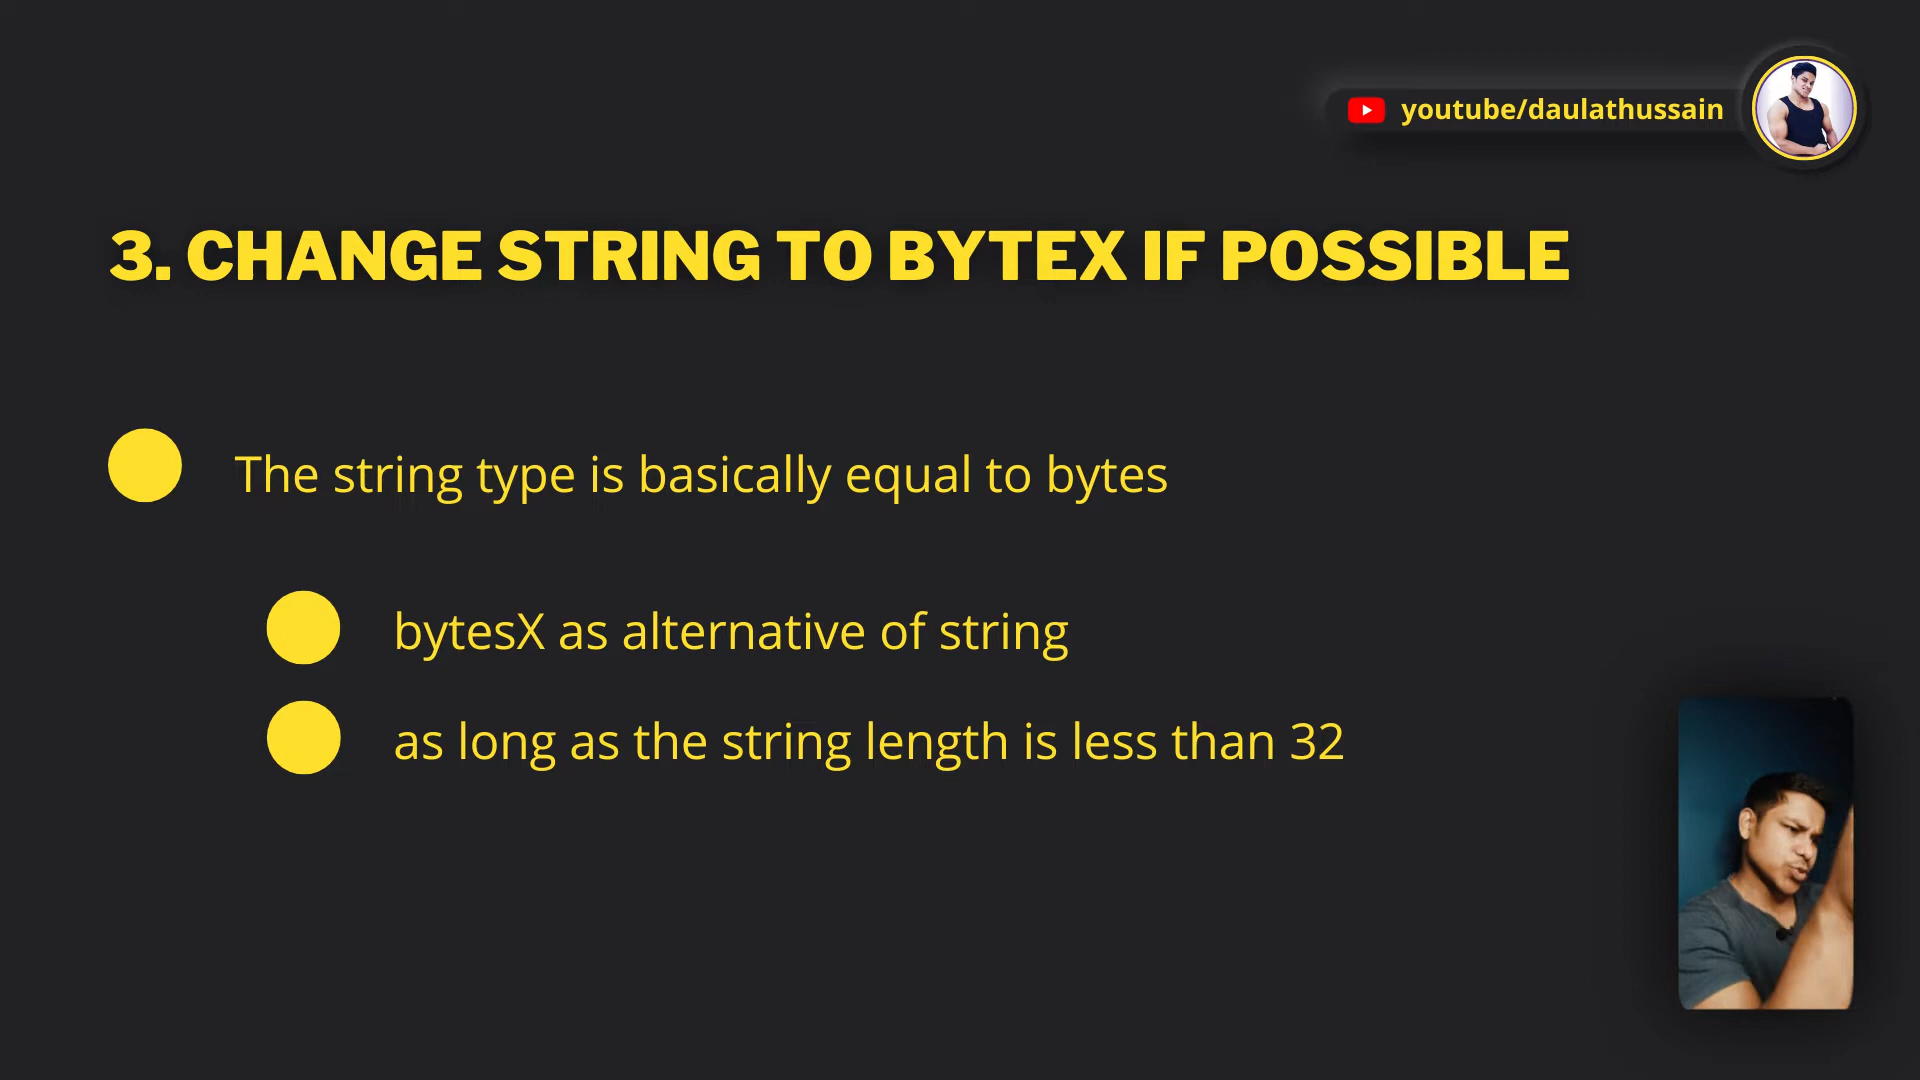 youtube/daulathussain
3. CHANGE STRING TO BYTEX IF POSSIBLE
The string type is basically equal to bytes
bytesX as alternative of string
as long as the string length is less than 32